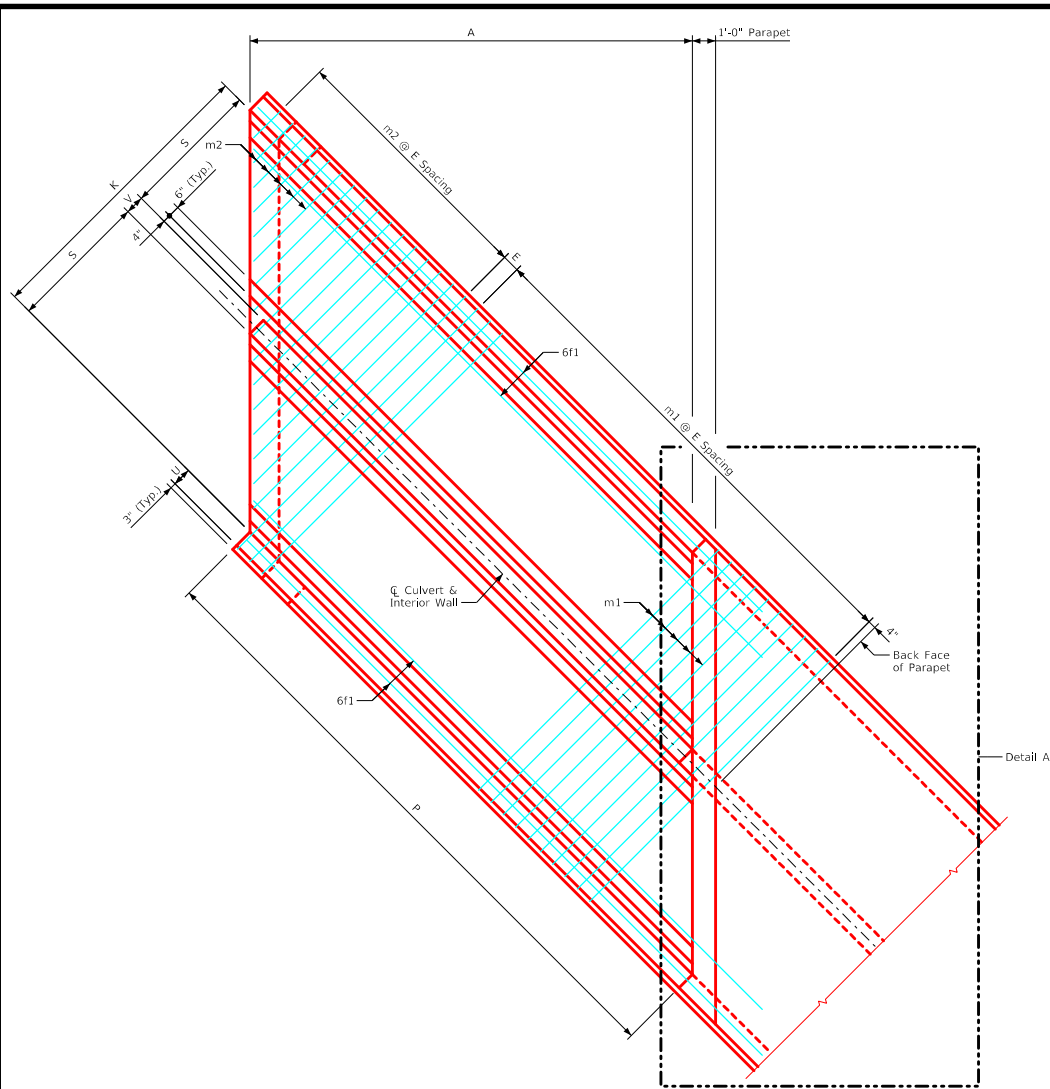 A
1'-0" Parapet
m2 @ E Spacing
m2
S
K
6" (Typ.)
V
4"
S
E
6f1
m1 @ E Spacing
U
3" (Typ.)
℄ Culvert &
Interior Wall
m1
4"
Back Face
of Parapet
6f1
Detail A
P